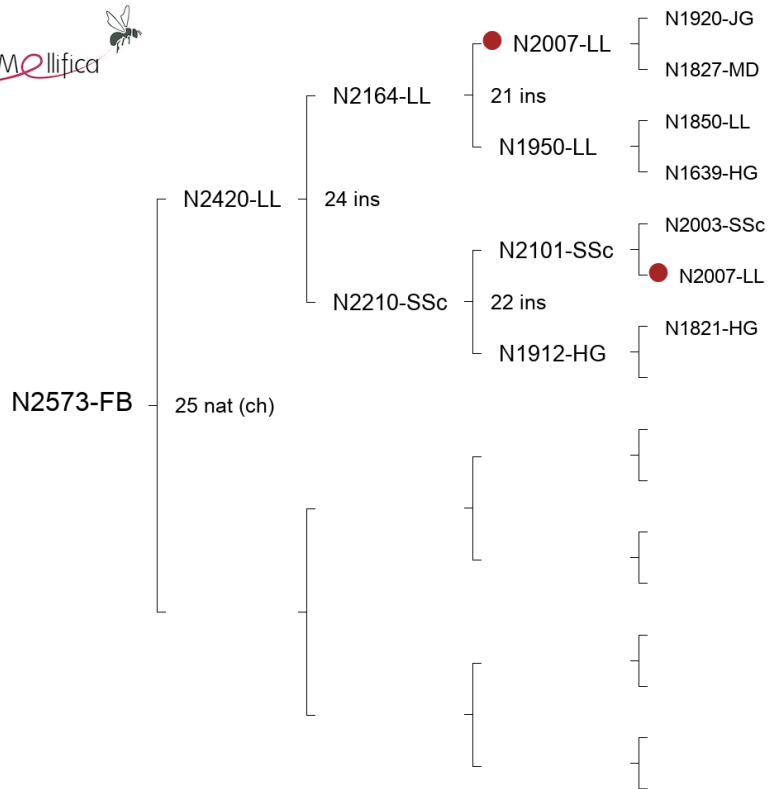 Mellifica
N1920-JG
N2007-LL
N1827-MD
N2164-LL
21 ins
N1850-LL
N1950-LL
N1639-HG
N2420-LL
24 ins
N2003-SSc
N2101-SSc
N2007-LL
N2210-SSc
22 ins
N1821-HG
N1912-HG
N2573-FB
25 nat (ch)